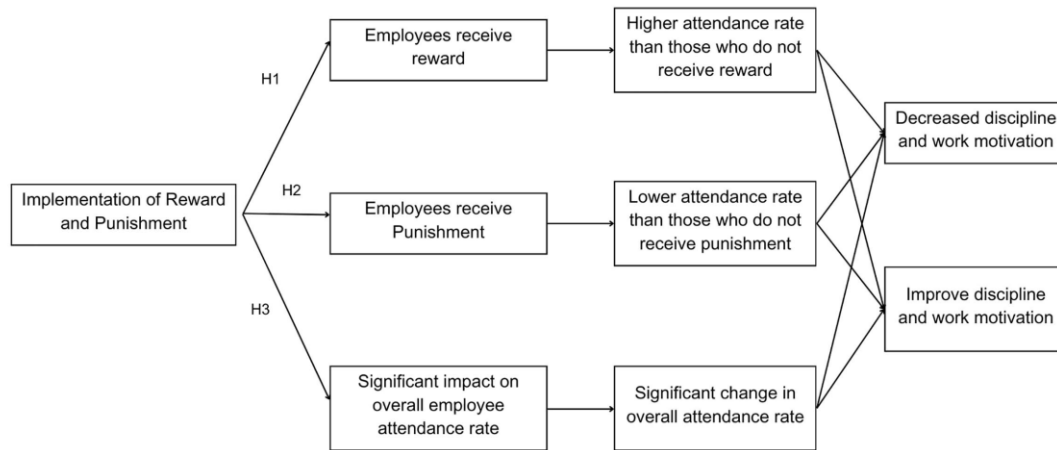 Employees receive
reward
Higher attendance rate
than those who do not
receive reward
H1
Decreased discipline
and work motivation
Implementation of Reward
and Punishment
H2
Employees receive
Punishment
Lower attendance rate
than those who do not
receive punishment
H3
Improve discipline
and work motivation
Significant impact on
overall employee
attendance rate
Significant change in
overall attendance rate